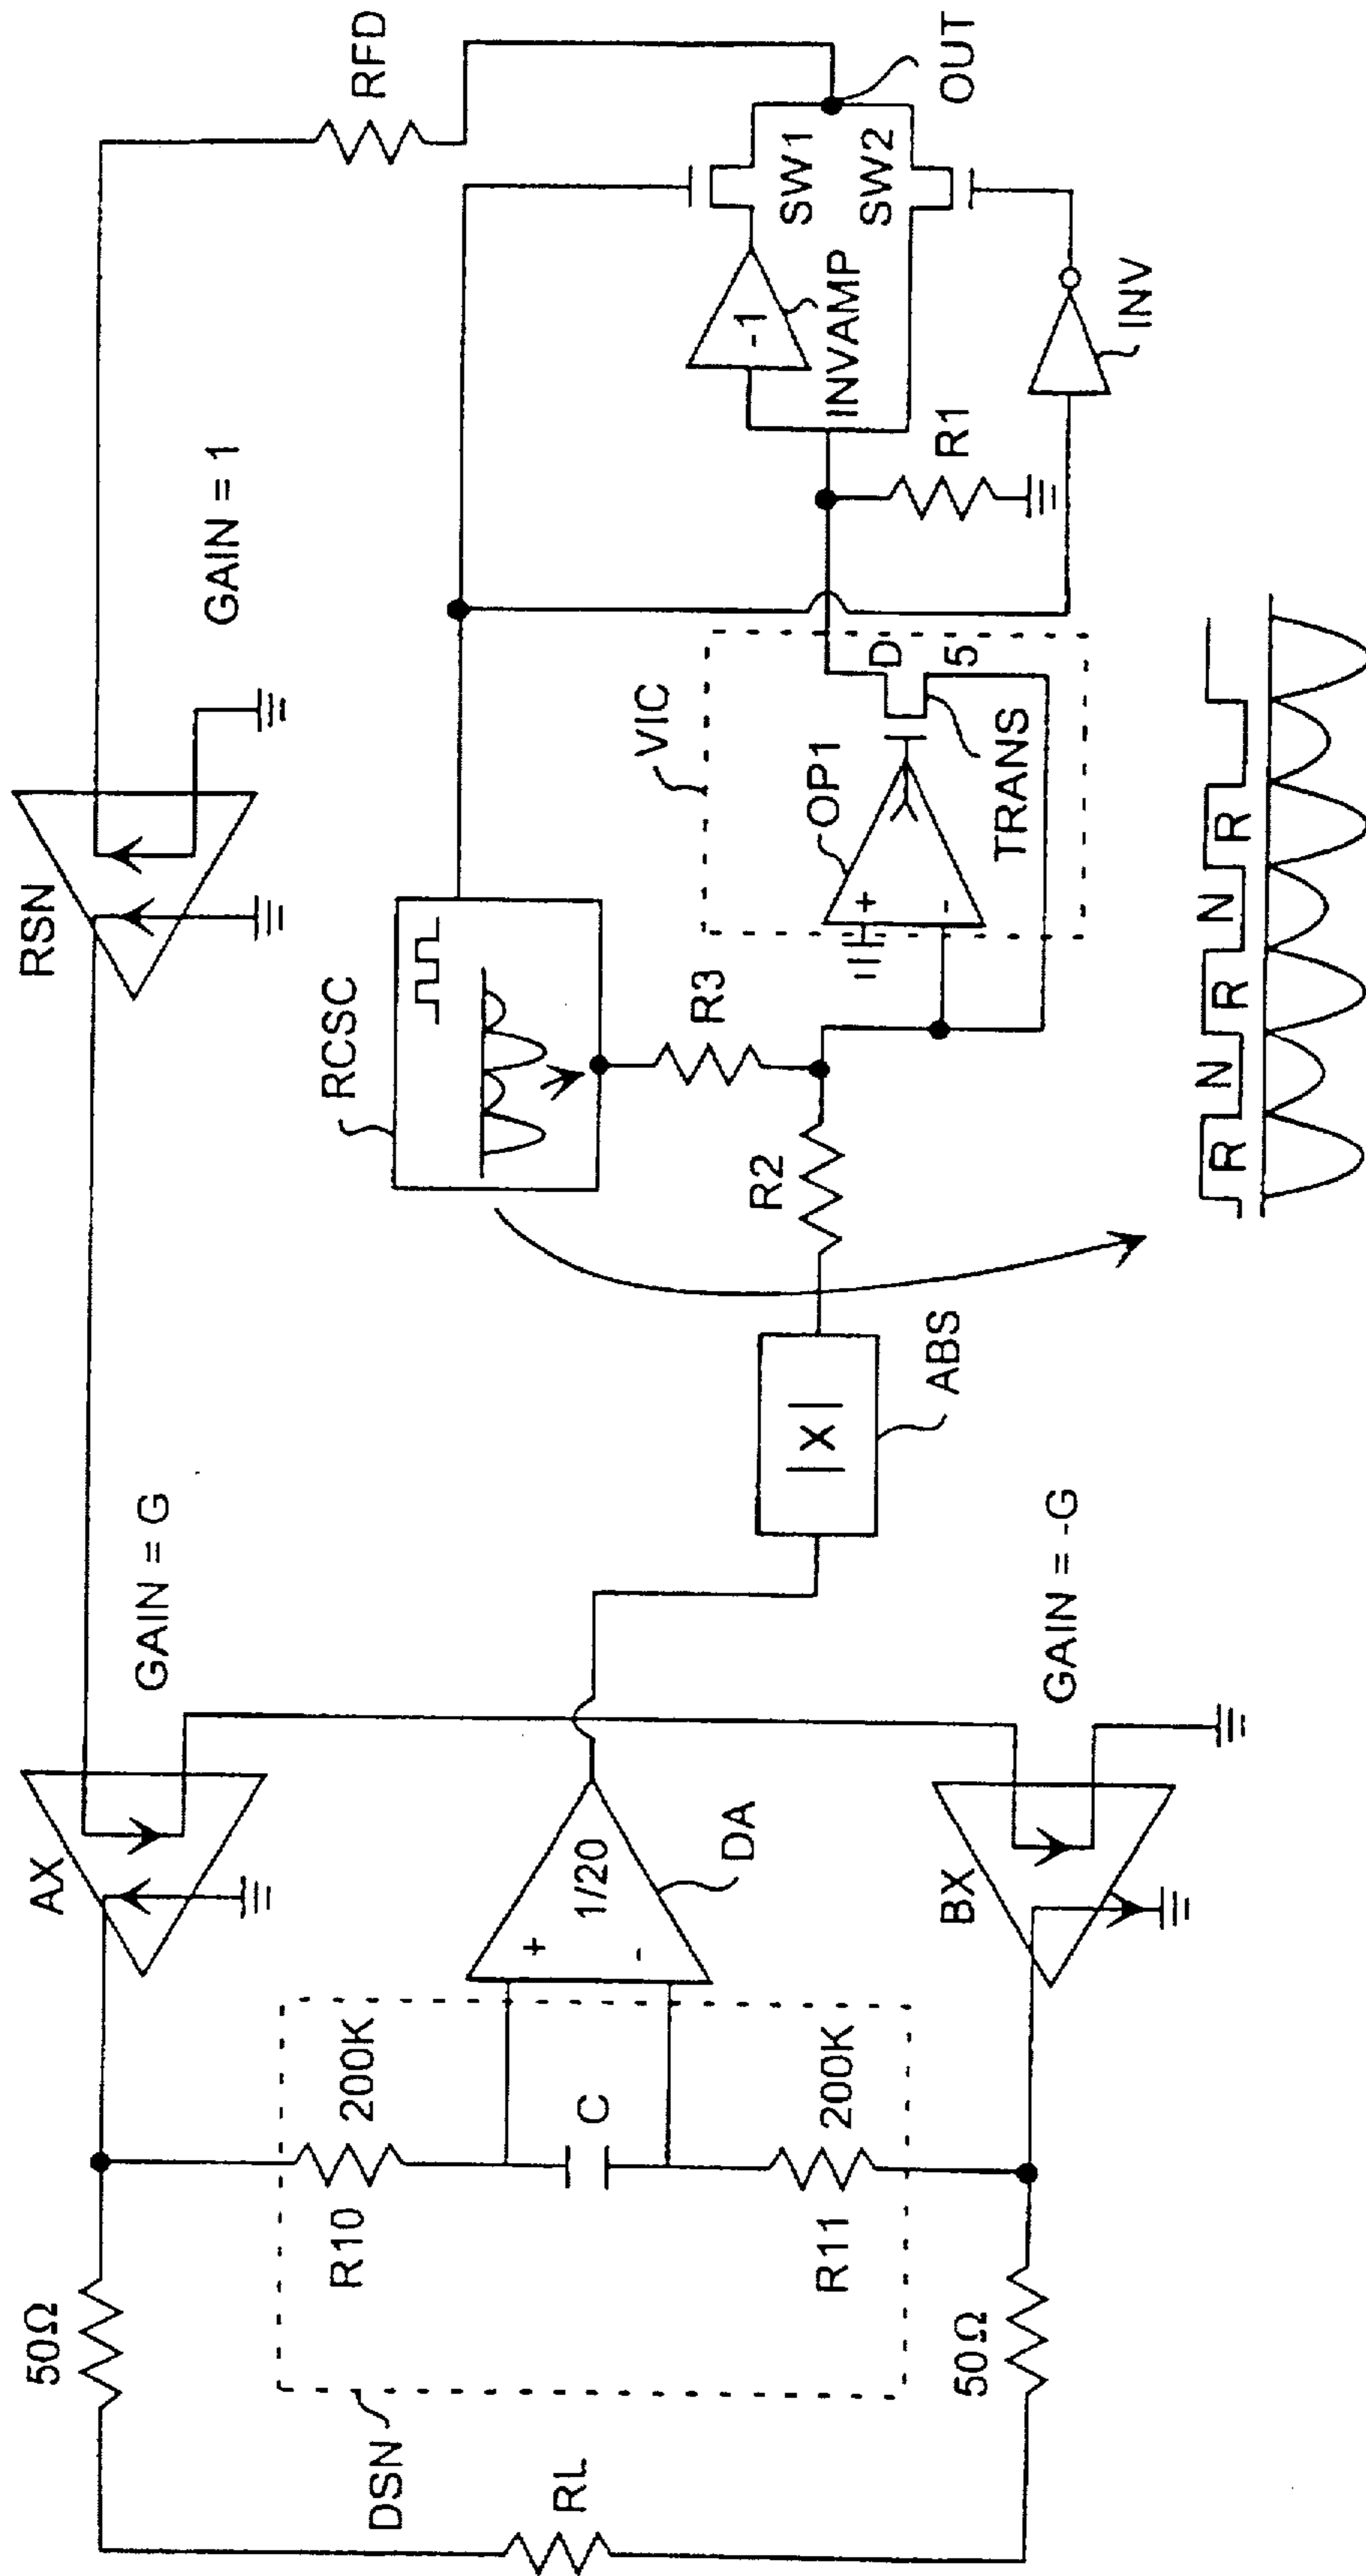 50Ω
AX
GAIN = G
RSN
GAIN = 1
RFD
R10
200K
C
DSN
RL
+
-
1/20
DA
R11
200K
50Ω
BX
GAIN = -G
|X|
ABS
RCSC
R3
R2
VIC
OP1
+
-
D
5
TRANS
R1
-1
INVAMP
SW1
SW2
OUT
INV
R
N
R
N
R